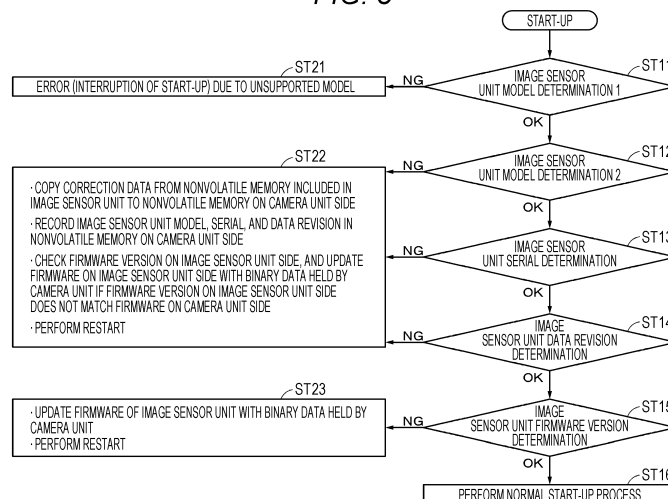 START-UP
ST21
ERROR (INTERRUPTION OF START-UP) DUE TO UNSUPPORTED MODEL
NG
IMAGE SENSOR
UNIT MODEL DETERMINATION 1
ST11
OK
ST22
· COPY CORRECTION DATA FROM NONVOLATILE MEMORY INCLUDED IN
IMAGE SENSOR UNIT TO NONVOLATILE MEMORY ON CAMERA UNIT SIDE
· RECORD IMAGE SENSOR UNIT MODEL, SERIAL, AND DATA REVISION IN
NONVOLATILE MEMORY ON CAMERA UNIT SIDE
· CHECK FIRMWARE VERSION ON IMAGE SENSOR UNIT SIDE, AND UPDATE
FIRMWARE ON IMAGE SENSOR UNIT SIDE WITH BINARY DATA HELD BY
CAMERA UNIT IF FIRMWARE VERSION ON IMAGE SENSOR UNIT SIDE
DOES NOT MATCH FIRMWARE ON CAMERA UNIT SIDE
· PERFORM RESTART
NG
IMAGE SENSOR
UNIT MODEL DETERMINATION 2
ST12
OK
NG
IMAGE SENSOR
UNIT SERIAL DETERMINATION
ST13
OK
NG
IMAGE
SENSOR UNIT DATA REVISION
DETERMINATION
ST14
OK
ST23
· UPDATE FIRMWARE OF IMAGE SENSOR UNIT WITH BINARY DATA HELD BY
CAMERA UNIT
· PERFORM RESTART
NG
IMAGE
SENSOR UNIT FIRMWARE VERSION
DETERMINATION
ST15
OK
ST16
PERFORM NORMAL START-UP PROCESS